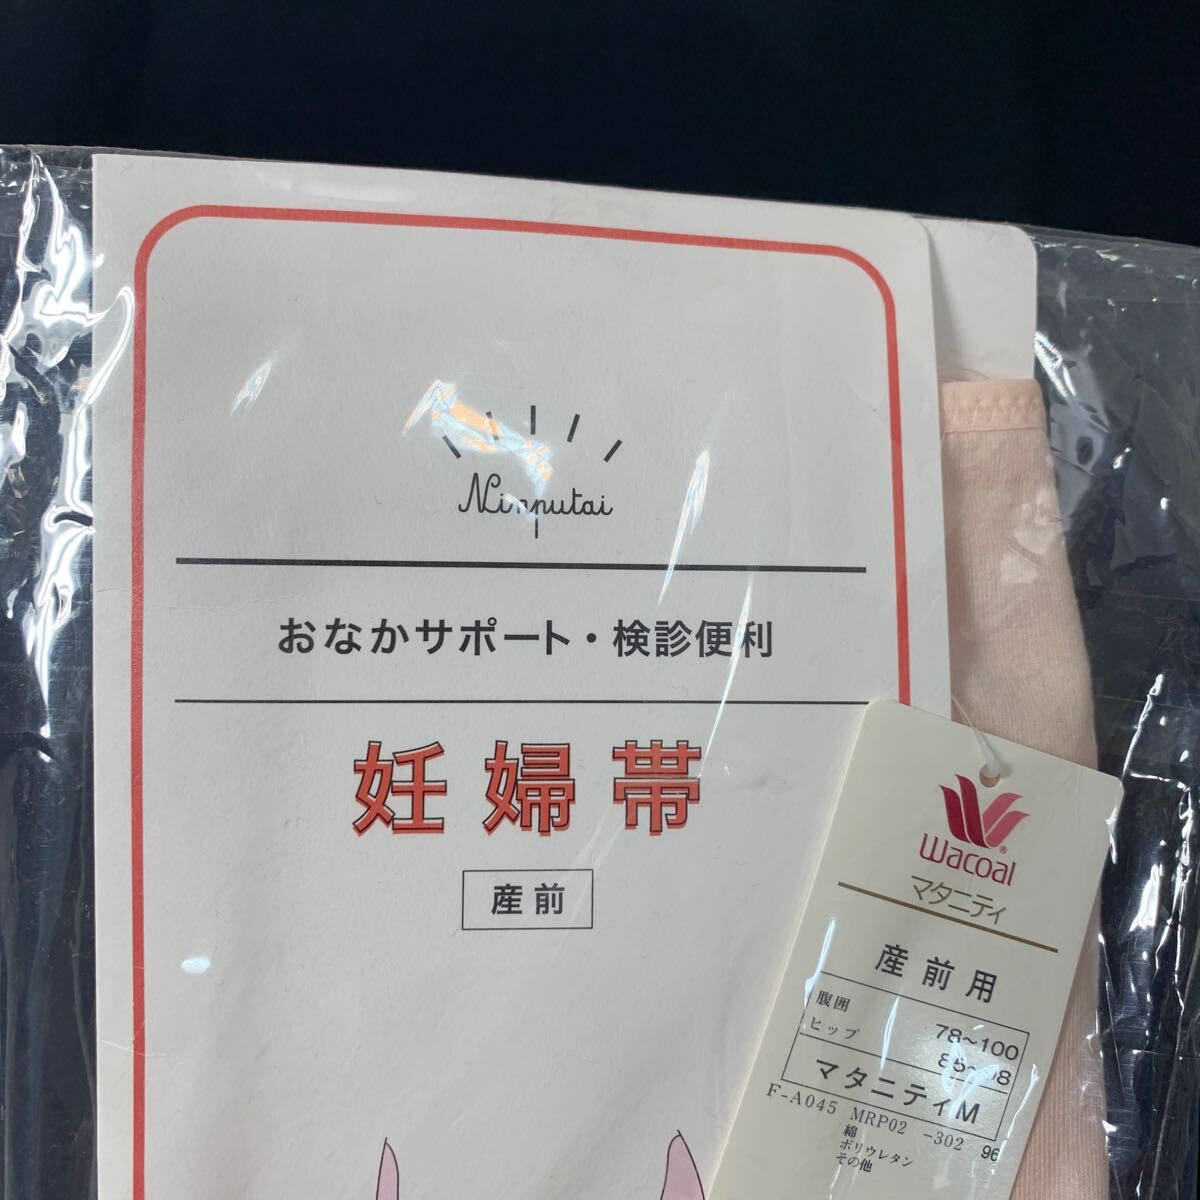 Ninputai
おなかサポート・検診便利
妊婦帯
産前
Wacoal®
マタニティ
産前用
腹囲 78~100
ヒップ
マタニティM
F-A045 MRP02 -302 96
綿
ポリウレタン
その他